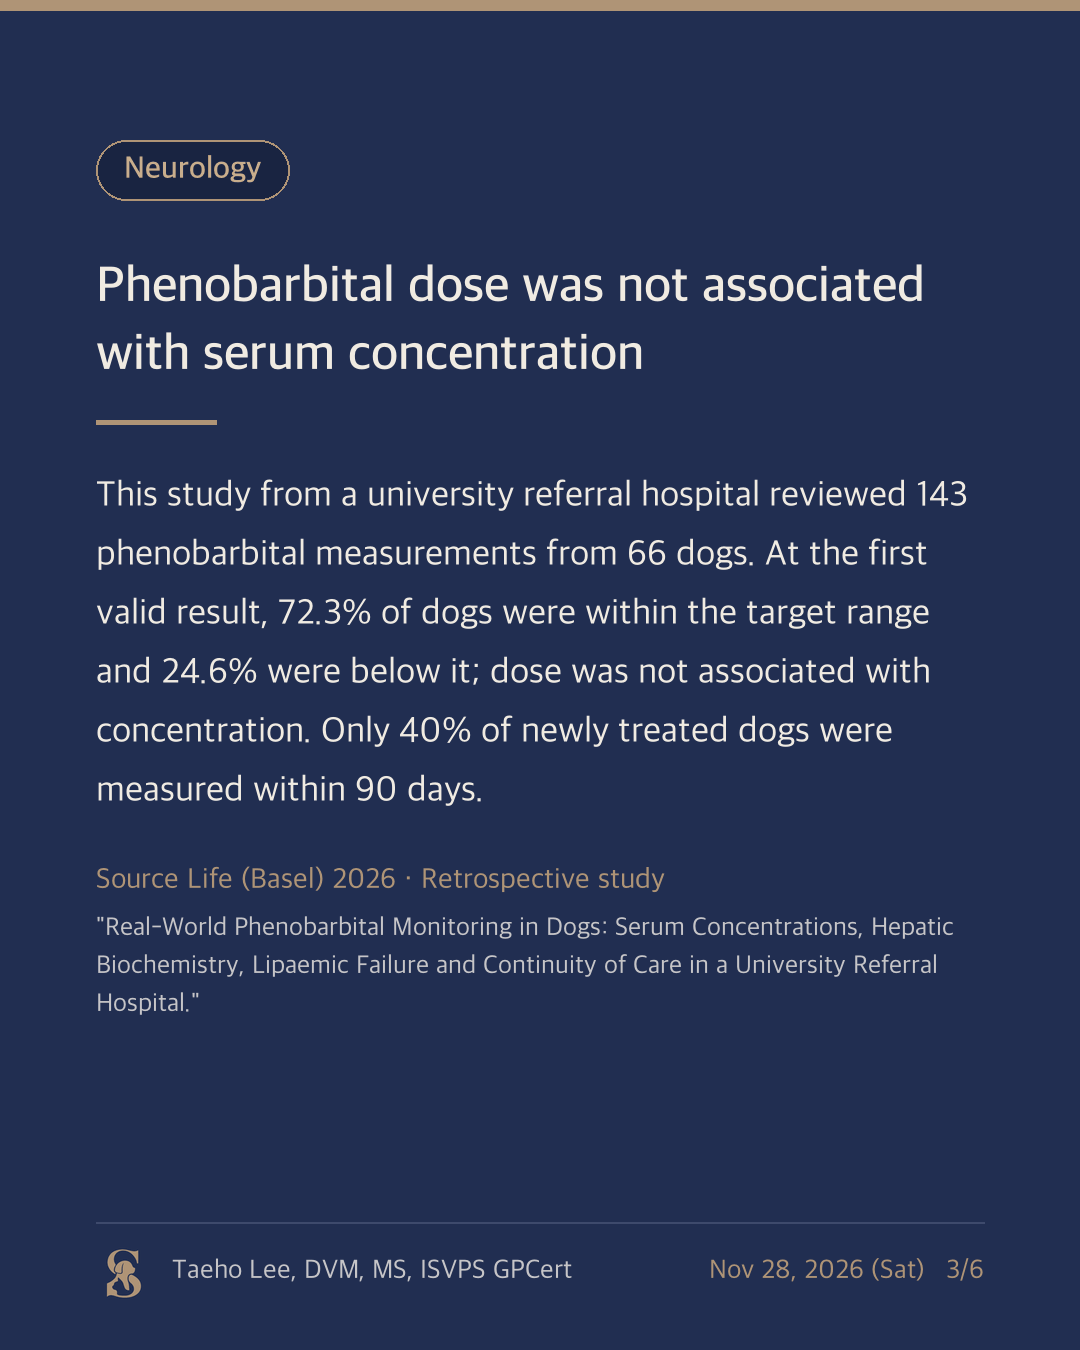 Neurology
Phenobarbital dose was not associated
with serum concentration
This study from a university referral hospital reviewed 143
phenobarbital measurements from 66 dogs. At the first
valid result, 72.3% of dogs were within the target range
and 24.6% were below it; dose was not associated with
concentration. Only 40% of newly treated dogs were
measured within 90 days.
Source Life (Basel) 2026 · Retrospective study
"Real-World Phenobarbital Monitoring in Dogs: Serum Concentrations, Hepatic
Biochemistry, Lipaemic Failure and Continuity of Care in a University Referral
Hospital."
Taeho Lee, DVM, MS, ISVPS GPCert
Nov 28, 2026 (Sat) 3/6